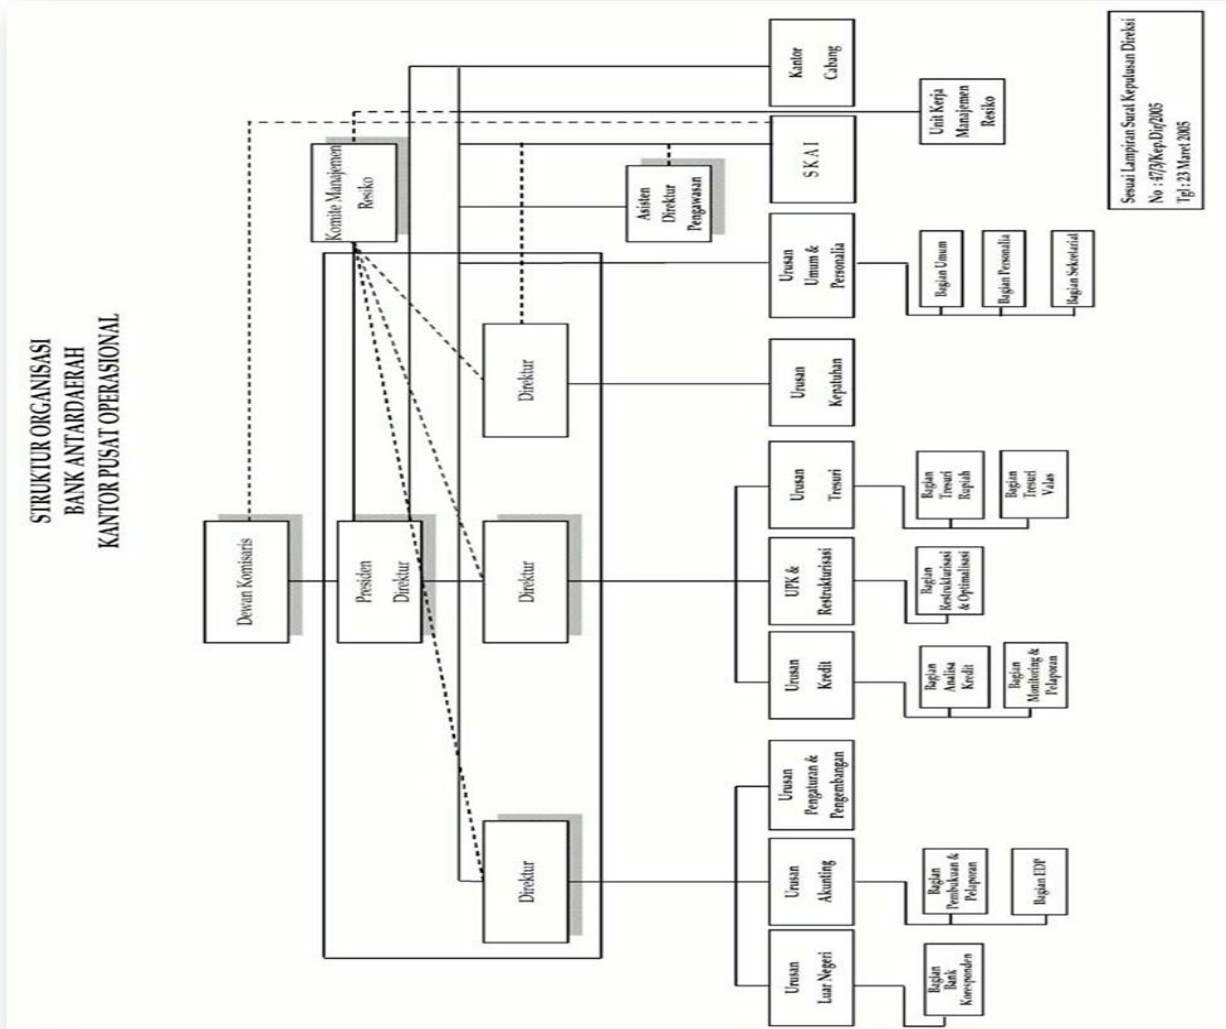 STRUKTUR ORGANISASI
BANK ANTARDAERAH
KANTOR PUSAT OPERASIONAL
Dewan Komisaris
Presiden
Direktur
Komite Manajemen
Resiko
Direktur
Direktur
Direktur
Asisten
Direktur
Pengawasan
Urusan
Luar Negeri
Urusan
Akunting
Urusan
Pengaturan &
Pengembangan
Urusan
Kredit
UPK &
Restrukturisasi
Urusan
Tresuri
Urusan
Kepatuhan
Urusan
Umum &
Personalia
S K A I
Kantor
Cabang
Bagian
Bank
Koresponden
Bagian
Pembukuan &
Pelaporan
Bagian EDP
Bagian
Analisa
Kredit
Bagian
Monitoring &
Pelaporan
Bagian
Restrukturisasi
& Optimalisasi
Bagian
Tresuri
Rupiah
Bagian
Tresuri
Valas
Bagian Umum
Bagian Personalia
Bagian Sekretariat
Unit Kerja
Manajemen
Resiko
Sesuai Lampiran Surat Keputusan Direksi
No : 47/3/Kep.Dir/2005
Tgl : 23 Maret 2005